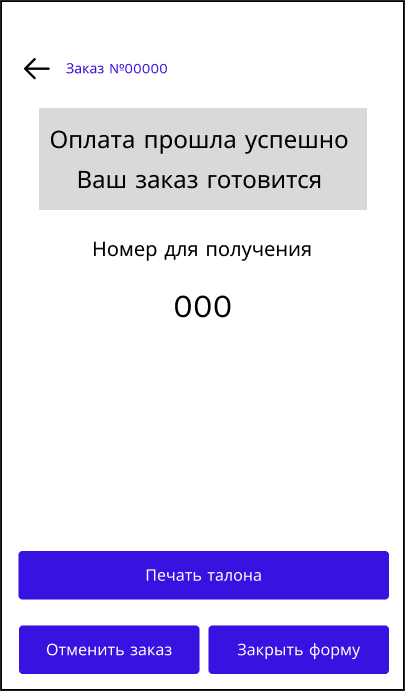 Заказ №00000
Оплата прошла успешно
Ваш заказ готовится
Номер для получения
000
Печать талона
Отменить заказ
Закрыть форму